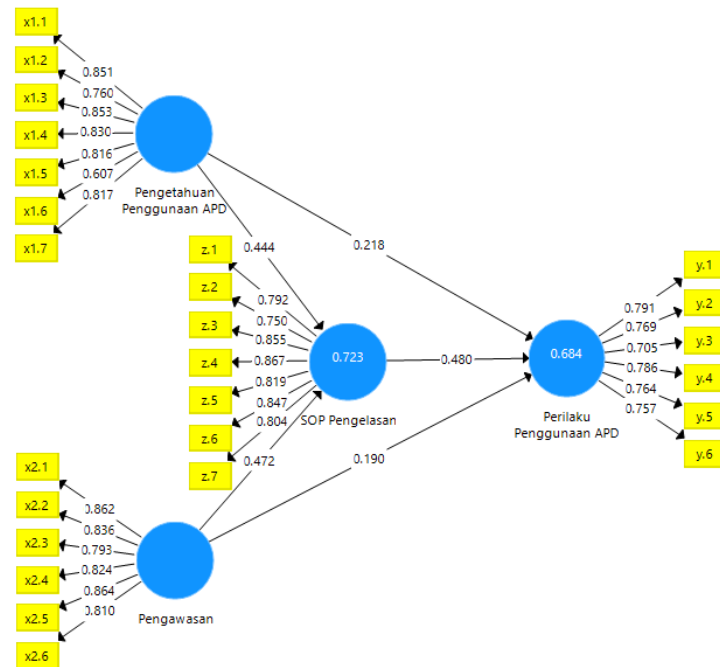 x1.1
x1.2
x1.3
x1.4
x1.5
x1.6
x1.7
0.851
0.760
0.853
0.830
0.816
0.607
0.817
Pengetahuan
Penggunaan APD
0.444
0.218
z.1
z.2
z.3
z.4
z.5
z.6
z.7
0.792
0.750
0.855
0.867
0.819
0.847
0.804
0.723
SOP Pengelasan
0.480
0.472
0.190
0.684
Perilaku
Penggunaan APD
0.791
0.769
0.705
0.786
0.764
0.757
y.1
y.2
y.3
y.4
y.5
y.6
x2.1
x2.2
x2.3
x2.4
x2.5
x2.6
0.862
0.836
0.793
0.824
0.864
0.810
Pengawasan